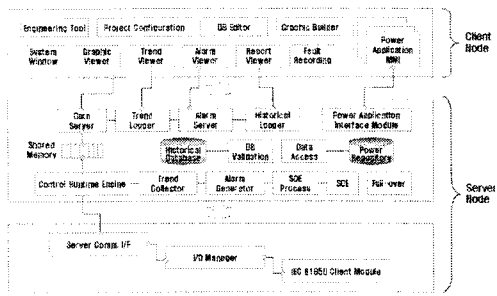 Engineering Tool Project Configuration DB Editor Graphic Builder
System Window Graphic Viewer Trend Viewer Alarm Viewer Report Viewer Fault Recording Power Application MMI
Client Node
Data Server Trend Logger Alarm Server Historical Logger Power Application Interface Module
Shared Memory Historical Database DB Validation Data Access Power Repository
Control Runtime Engine Trend Collector Alarm Generator SOE Process Fail-over
Server Node
Server Comm. I/F
I/O Manager
IEC 61850 Client Module